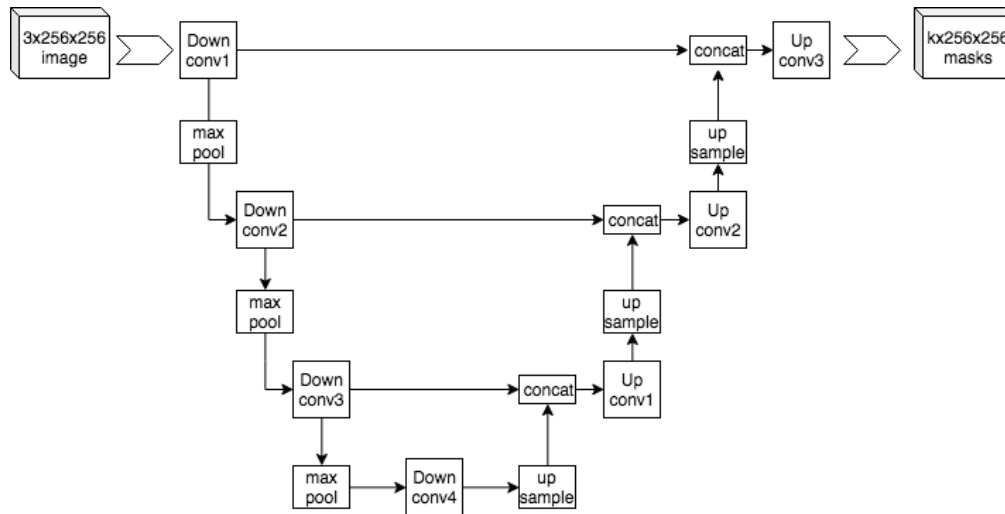 3x256x256
image
Down
conv1
concat
Up
conv3
kx256x256
masks
max
pool
up
sample
Down
conv2
concat
Up
conv2
max
pool
up
sample
Down
conv3
concat
Up
conv1
max
pool
Down
conv4
up
sample